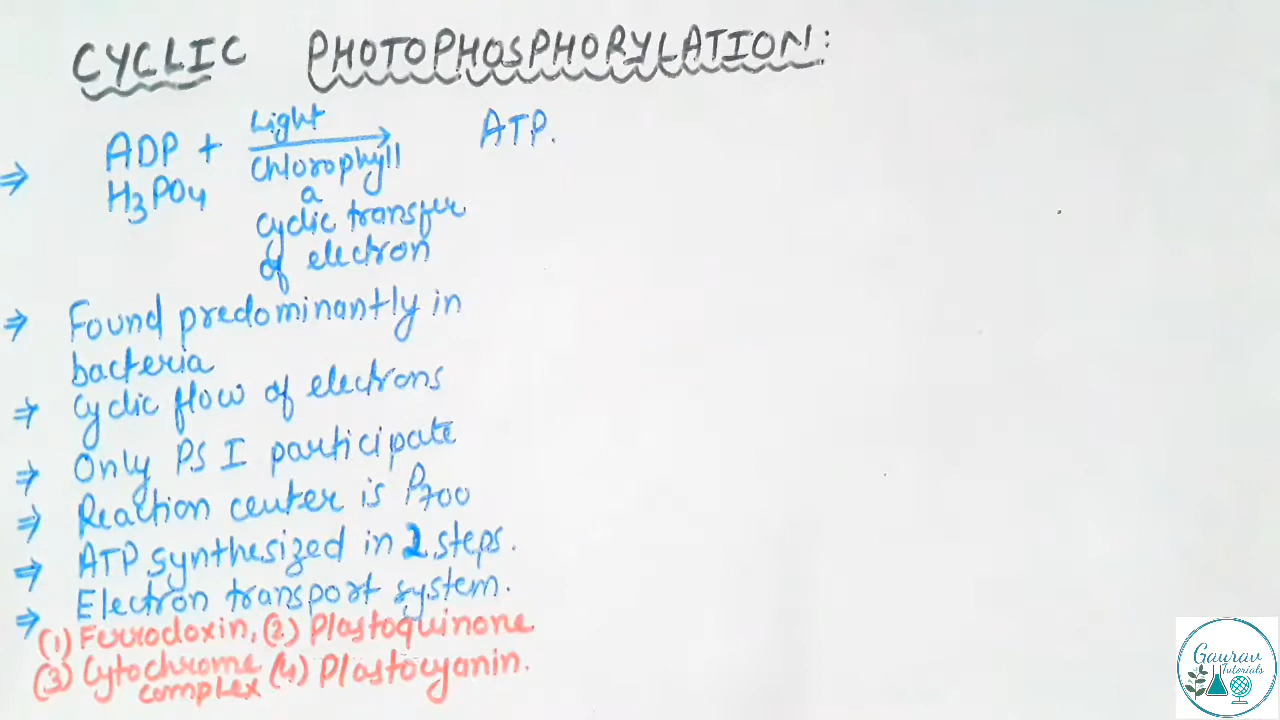 CYCLIC PHOTOPHOSPHORYLATION:
⇒ ADP + Light ATP.
H3PO4 Chlorophyll
a
cyclic transfer
of electron
⇒ Found predominantly in
bacteria
⇒ Cyclic flow of electrons
⇒ Only PS I participate
⇒ Reaction center is P700
⇒ ATP synthesized in 2 steps.
⇒ Electron transport system.
(1) Ferrodoxin, (2) Plastoquinone
(3) Cytochrome (4) Plastocyanin.
complex
Gaurav
Tutorials